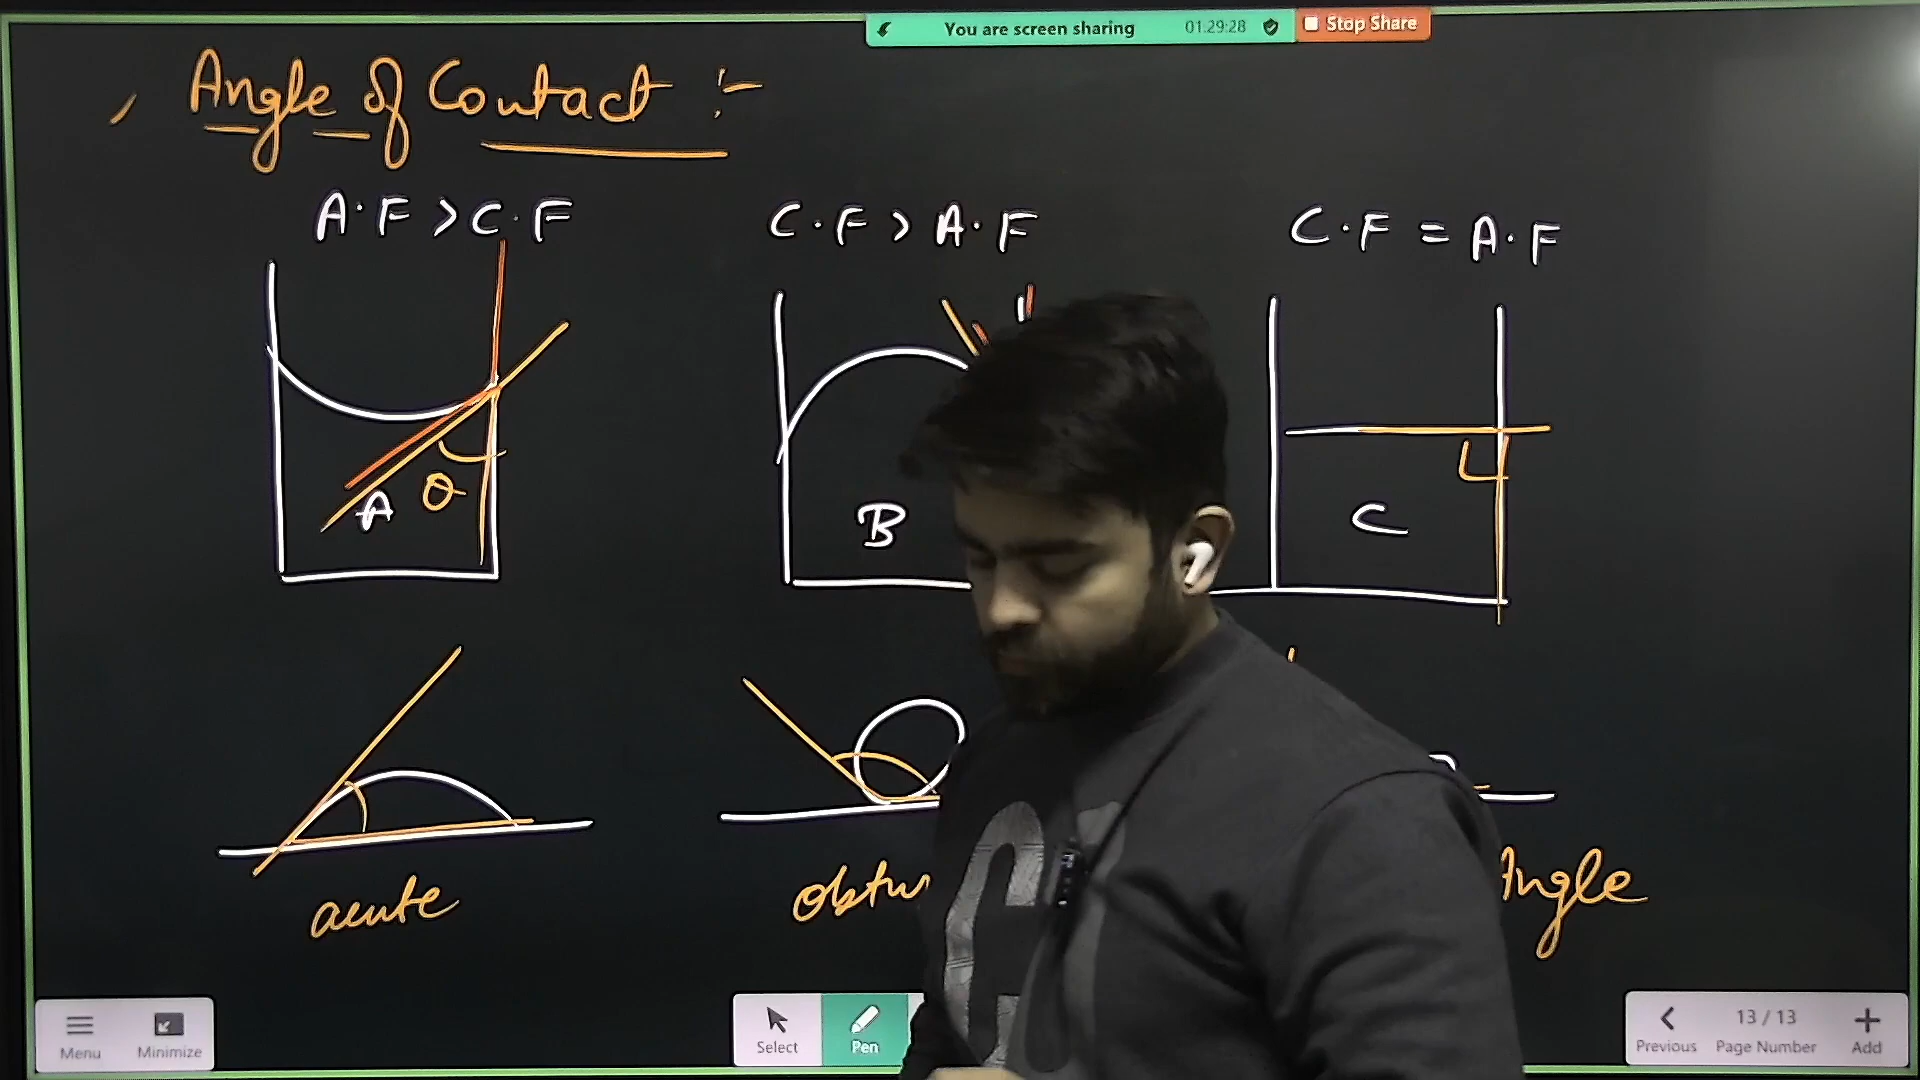 You are screen sharing 01:29:28 Stop Share
Angle of Contact :-
A.F > C.F
C.F > A.F
C.F = A.F
θ
A
B
C
acute
Angle
Menu
Minimize
Select
Pen
13 / 13
Previous
Page Number
Add